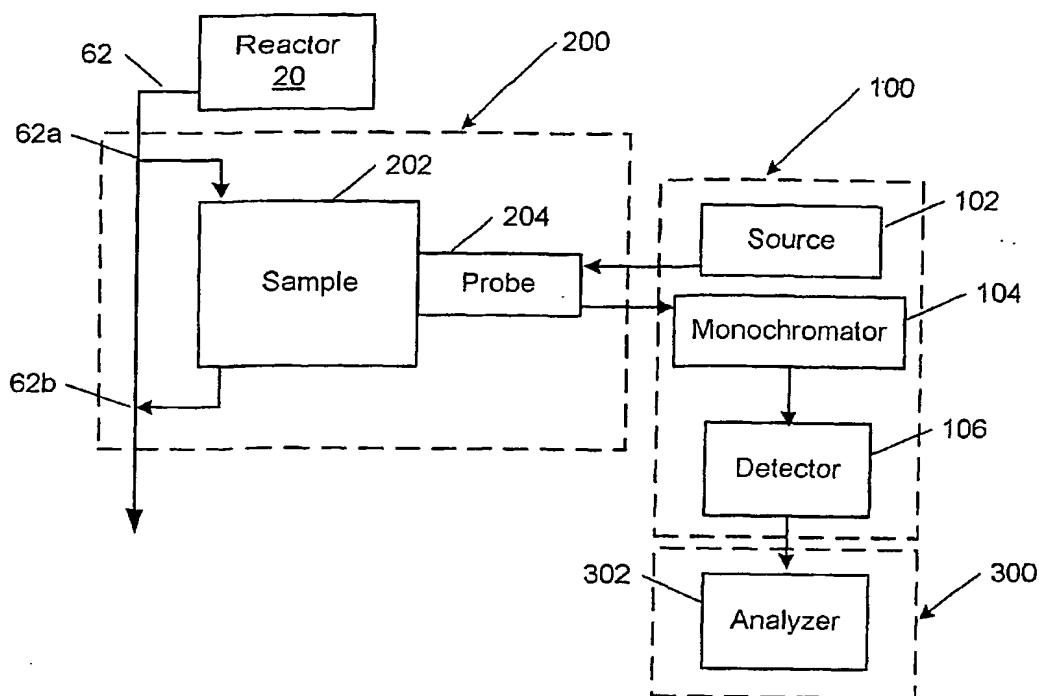 Reactor
20
62
200
100
62a
202
102
204
Source
Sample
Probe
104
Monochromator
62b
106
Detector
302
300
Analyzer